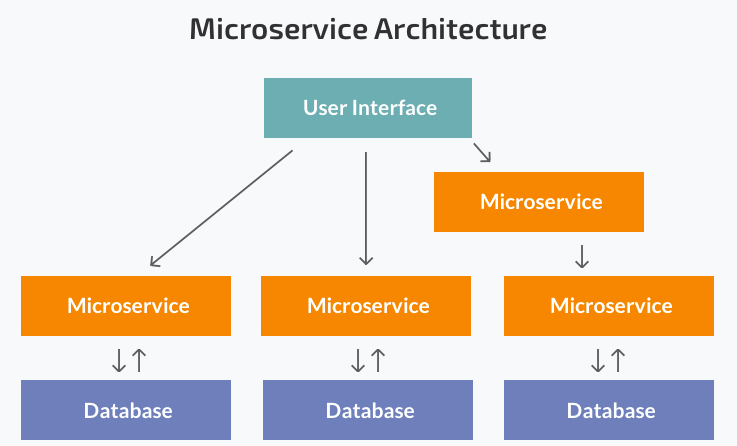 Microservice Architecture
User Interface
Microservice
Microservice
Microservice
Microservice
Database
Database
Database